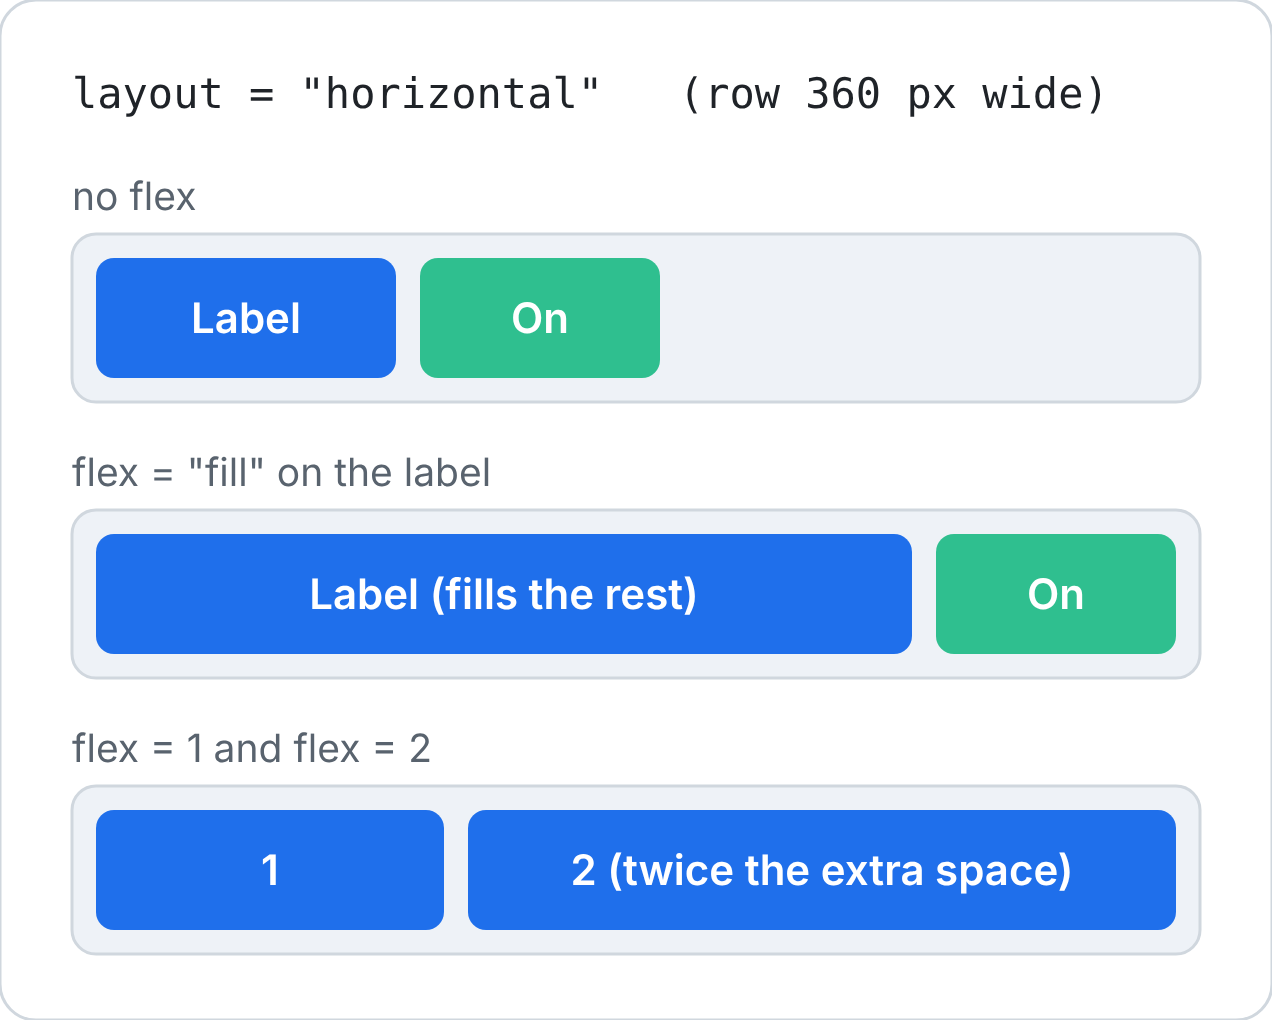 layout = "horizontal"   (row 360 px wide)
no flex
Label
On
flex = "fill" on the label
Label (fills the rest)
On
flex = 1 and flex = 2
1
2 (twice the extra space)